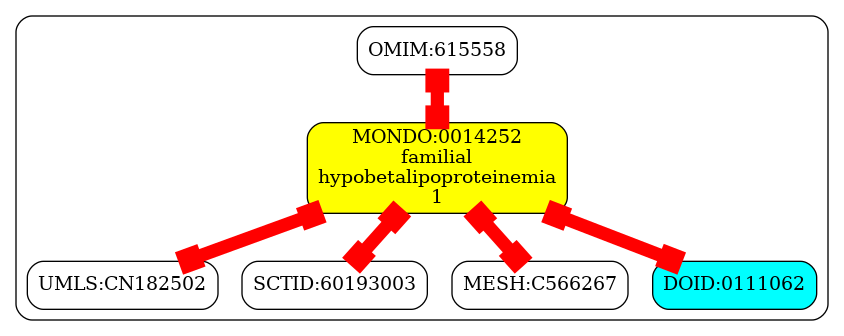 OMIM:615558
MONDO:0014252
familial
hypobetalipoproteinemia
1
UMLS:CN182502
SCTID:60193003
MESH:C566267
DOID:0111062